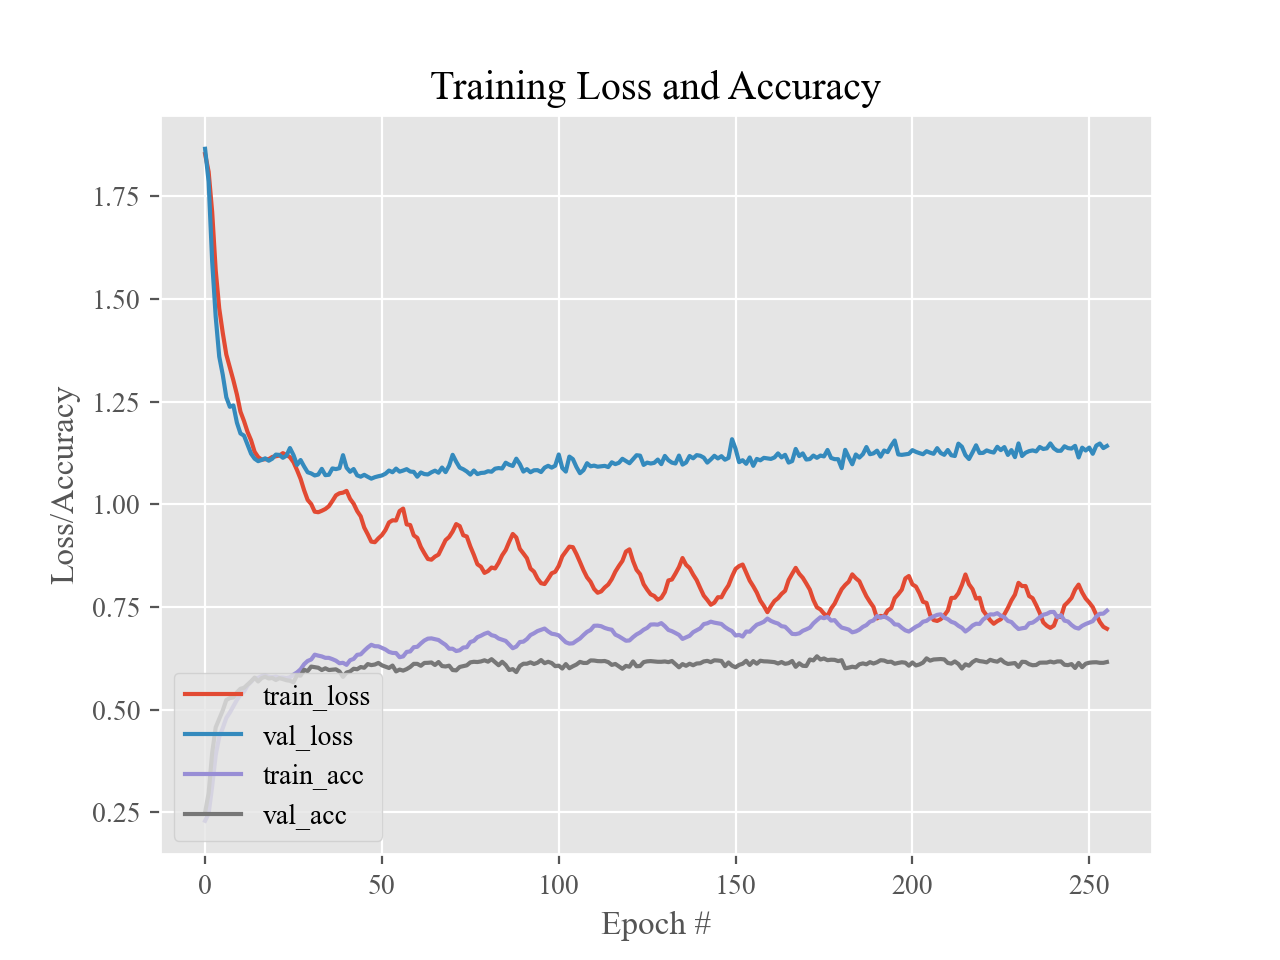 Training Loss and Accuracy
Loss/Accuracy
1.75
1.50
1.25
1.00
0.75
0.50
0.25
train_loss
val_loss
train_acc
val_acc
0 50 100 150 200 250
Epoch #